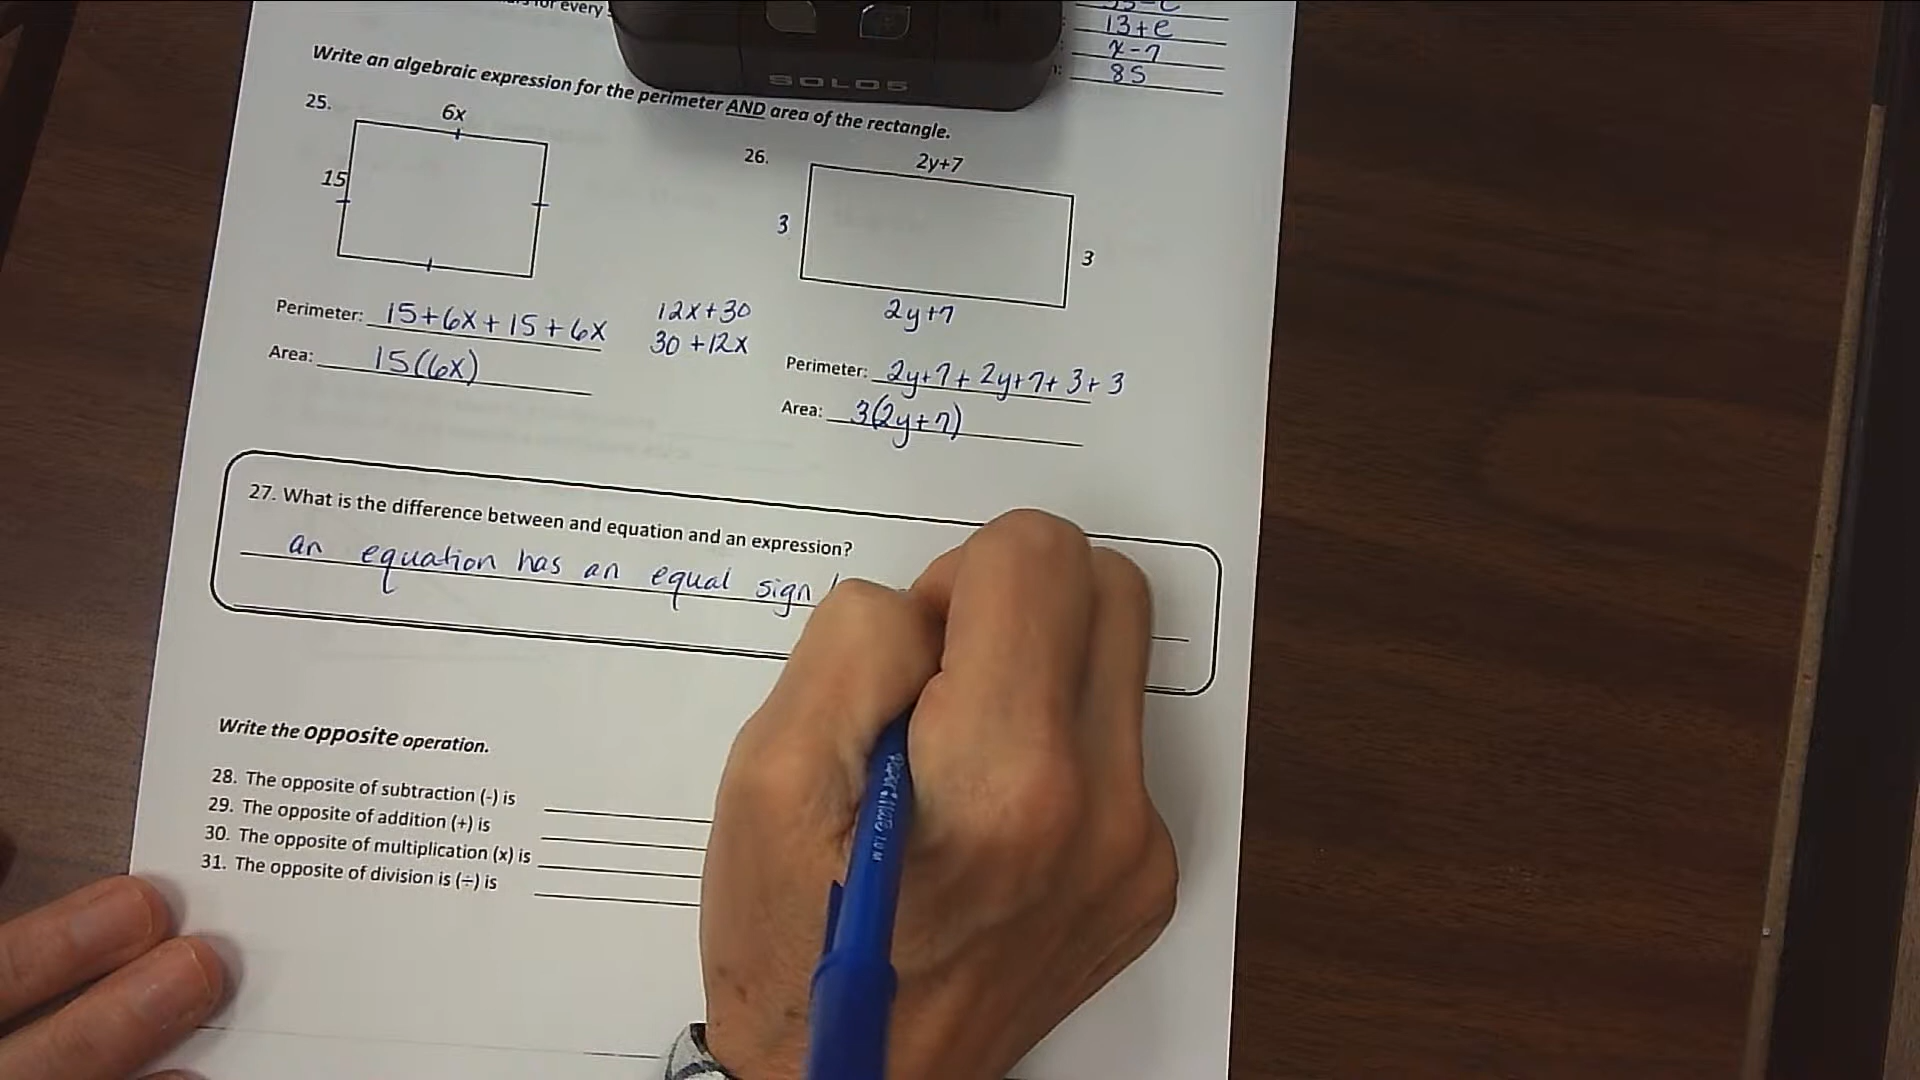 for every
13+e
x-7
85
SOLO5
Write an algebraic expression for the perimeter AND area of the rectangle.
25.
6x
15
26.
2y+7
3
3
2y+7
Perimeter: 15+6x+15+6x
12x+30
30+12x
Area: 15(6x)
Perimeter: 2y+7+2y+7+3+3
Area: 3(2y+7)
27. What is the difference between and equation and an expression?
an equation has an equal sign
Write the opposite operation.
28. The opposite of subtraction (-) is
29. The opposite of addition (+) is
30. The opposite of multiplication (x) is
31. The opposite of division is (÷) is